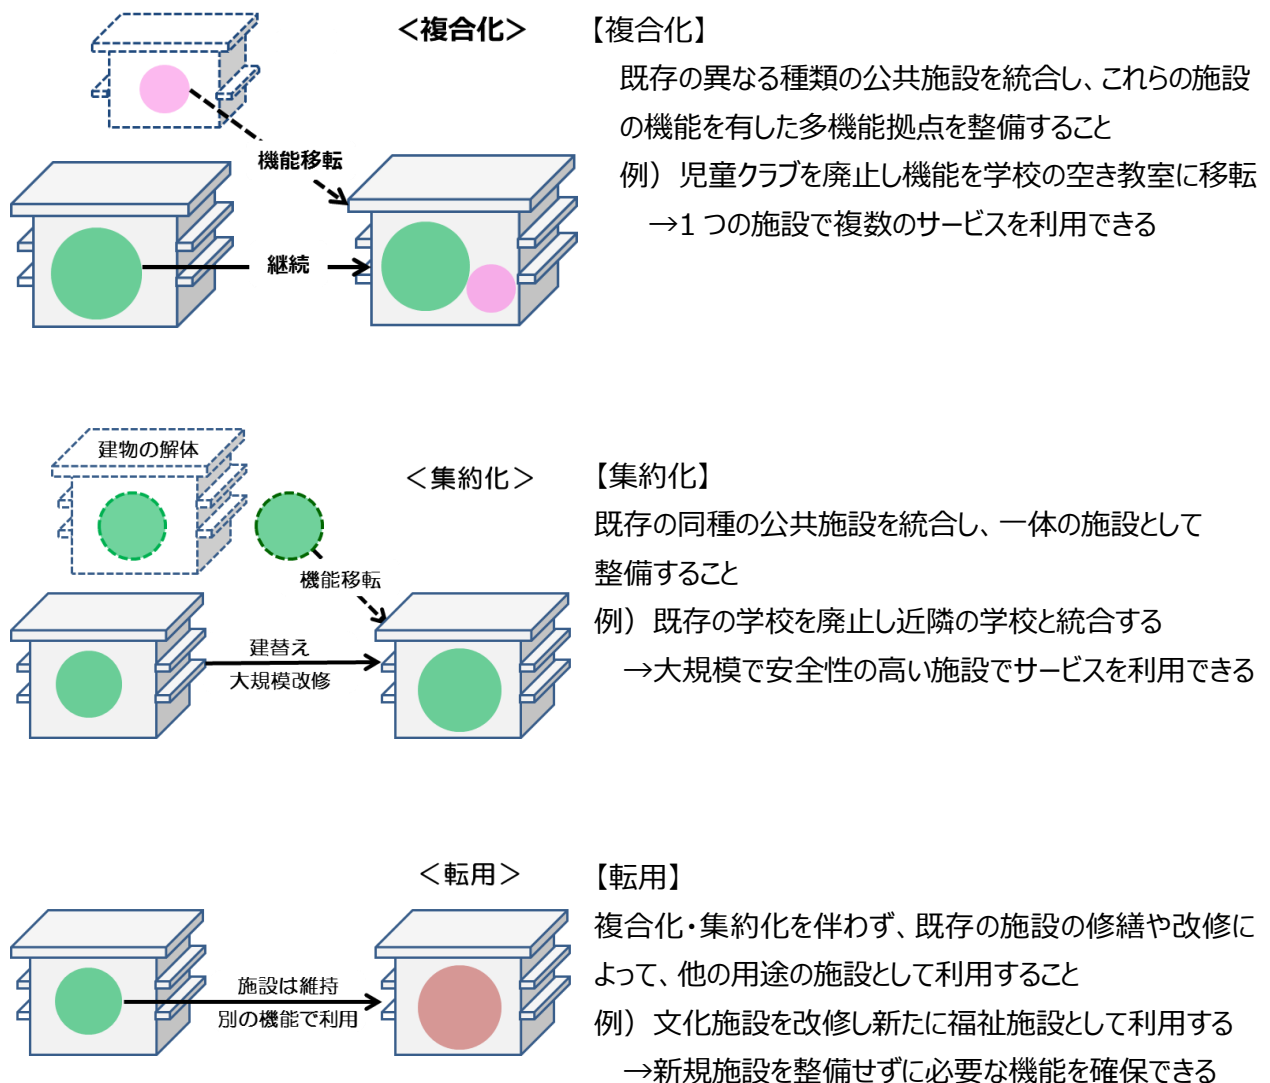 ＜複合化＞
機能移転
継続
【複合化】
既存の異なる種類の公共施設を統合し、これらの施設
の機能を有した多機能拠点を整備すること
例）児童クラブを廃止し機能を学校の空き教室に移転
→1つの施設で複数のサービスを利用できる
建物の解体
＜集約化＞
機能移転
建替え
大規模改修
【集約化】
既存の同種の公共施設を統合し、一体の施設として
整備すること
例）既存の学校を廃止し近隣の学校と統合する
→大規模で安全性の高い施設でサービスを利用できる
＜転用＞
施設は維持
別の機能で利用
【転用】
複合化・集約化を伴わず、既存の施設の修繕や改修に
よって、他の用途の施設として利用すること
例）文化施設を改修し新たに福祉施設として利用する
→新規施設を整備せずに必要な機能を確保できる